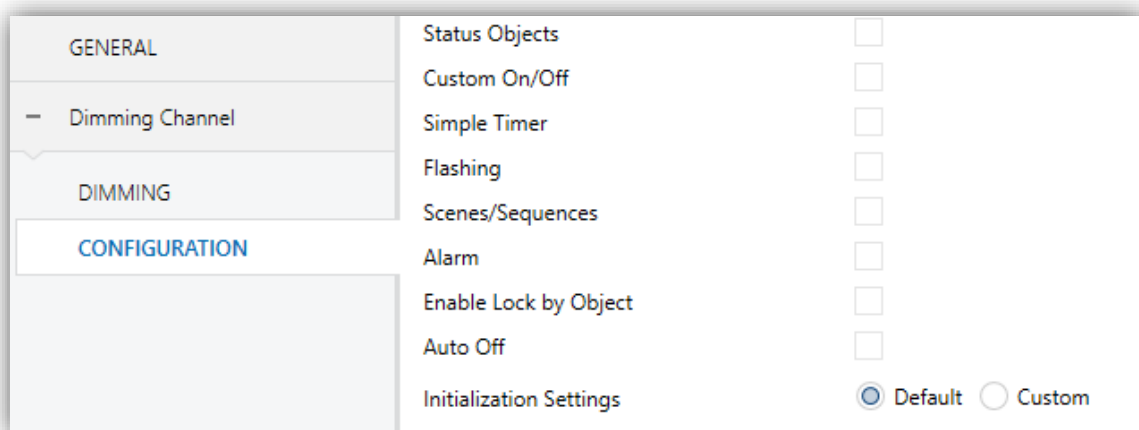 GENERAL
− Dimming Channel
DIMMING
CONFIGURATION
Status Objects
Custom On/Off
Simple Timer
Flashing
Scenes/Sequences
Alarm
Enable Lock by Object
Auto Off
Initialization Settings Default Custom